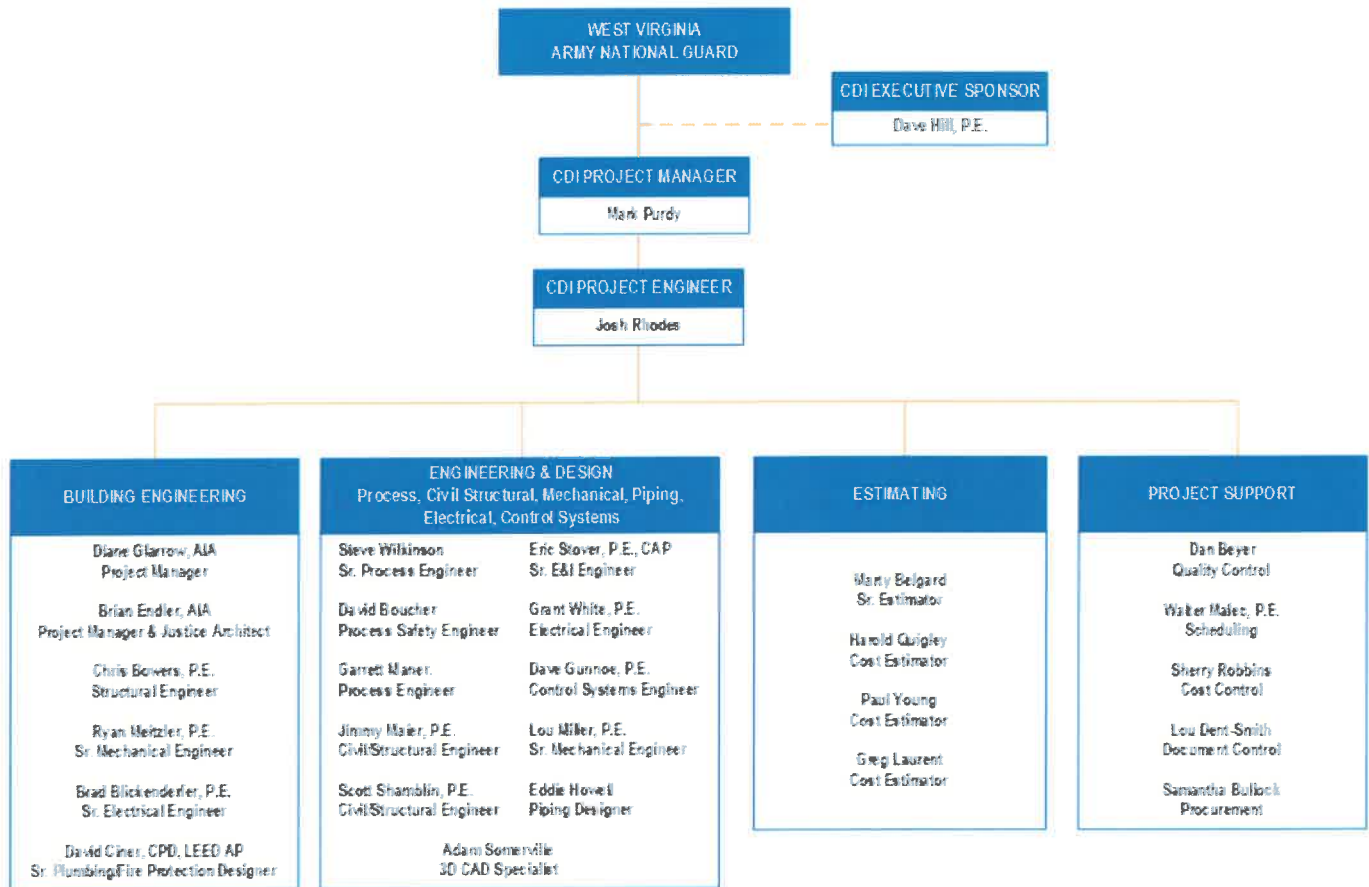 WEST VIRGINIA
ARMY NATIONAL GUARD
CDI EXECUTIVE SPONSOR
Dave Hill, P.E.
CDI PROJECT MANAGER
Mark Purdy
CDI PROJECT ENGINEER
Josh Rhodes
BUILDING ENGINEERING
Diane Glarrow, AIA
Project Manager
Brian Endler, AIA
Project Manager & Justice Architect
Chris Bowers, P.E.
Structural Engineer
Ryan Meitzler, P.E.
Sr. Mechanical Engineer
Brad Blickenderfer, P.E.
Sr. Electrical Engineer
David Ciner, CPD, LEED AP
Sr. Plumbing/Fire Protection Designer
ENGINEERING & DESIGN
Process, Civil Structural, Mechanical, Piping,
Electrical, Control Systems
Steve Wilkinson
Sr. Process Engineer
David Boucher
Process Safety Engineer
Garrett Maner.
Process Engineer
Jimmy Maier, P.E.
Civil/Structural Engineer
Scott Shamblin, P.E.
Civil/Structural Engineer
Eric Stover, P.E., CAP
Sr. E&I Engineer
Grant White, P.E.
Electrical Engineer
Dave Gunnoe, P.E.
Control Systems Engineer
Lou Miller, P.E.
Sr. Mechanical Engineer
Eddie Howell
Piping Designer
Adam Somerville
3D CAD Specialist
ESTIMATING
Marty Belgard
Sr. Estimator
Harold Quigley
Cost Estimator
Paul Young
Cost Estimator
Greg Laurent
Cost Estimator
PROJECT SUPPORT
Dan Beyer
Quality Control
Walter Malec, P.E.
Scheduling
Sherry Robbins
Cost Control
Lou Dent-Smith
Document Control
Samantha Bullock
Procurement